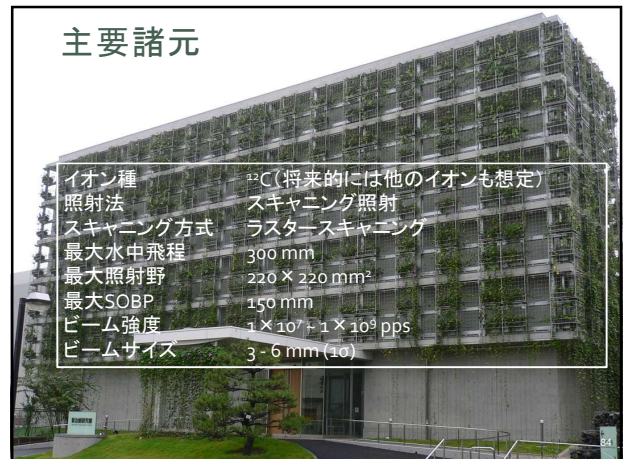 主要諸元
イオン種 ¹²C(将来的には他のイオンも想定)
照射法 スキャニング照射
スキャニング方式 ラスタースキャニング
最大水中飛程 300 mm
最大照射野 220 × 220 mm²
最大SOBP 150 mm
ビーム強度 1 × 10⁷ - 1 × 10⁹ pps
ビームサイズ 3 - 6 mm (1σ)
84